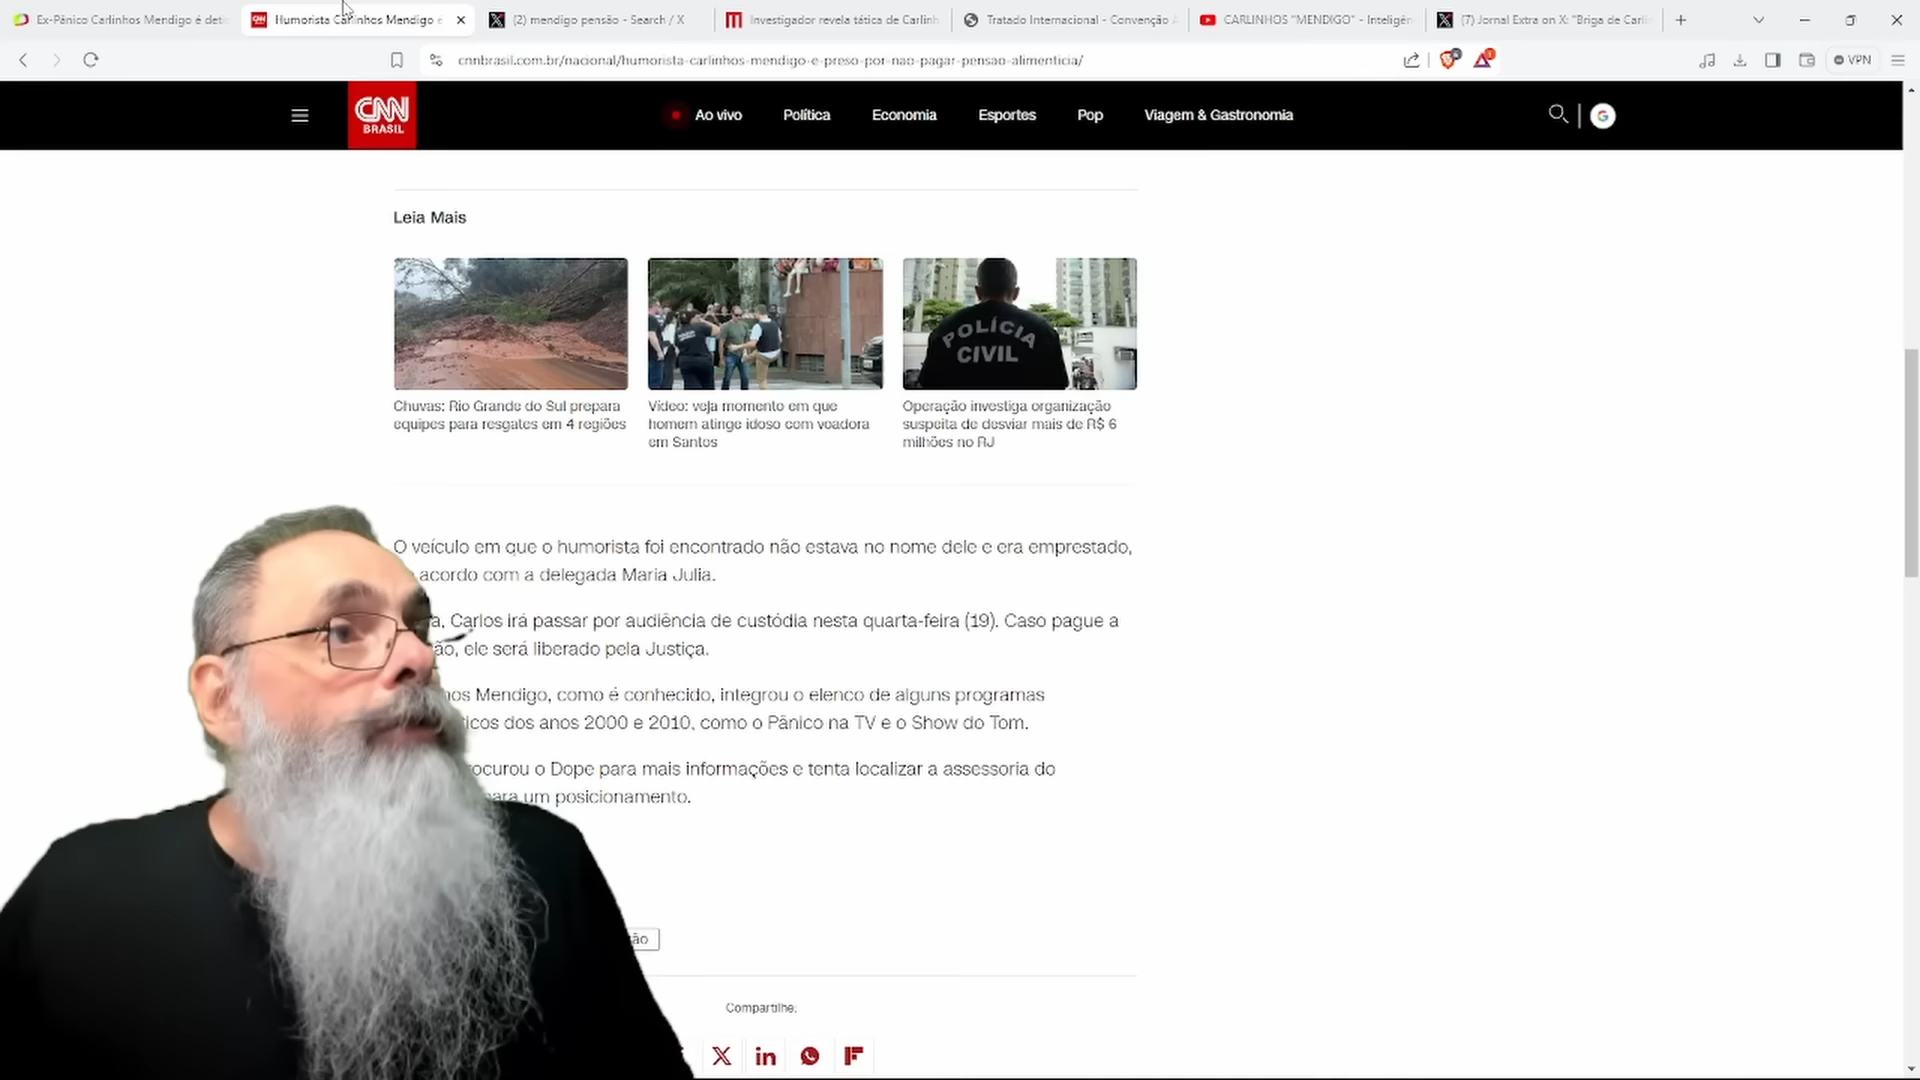 Ex-Pânico Carlinhos Mendigo é det
Humorista Carlinhos Mendigo é
(2) mendigo pensão - Search / X
Investigador revela tática de Carlinh
Tratado Internacional - Convenção A
CARLINHOS "MENDIGO" - Inteligên
(7) Jornal Extra on X: "Briga de Carli
cnnbrasil.com.br/nacional/humorista-carlinhos-mendigo-e-preso-por-nao-pagar-pensao-alimenticia/
VPN
CNN
BRASIL
Ao vivo
Política
Economia
Esportes
Pop
Viagem & Gastronomia
Leia Mais
POLÍCIA
CIVIL
Chuvas: Rio Grande do Sul prepara
equipes para resgates em 4 regiões
Vídeo: veja momento em que
homem atinge idoso com voadora
em Santos
Operação investiga organização
suspeita de desviar mais de R$ 6
milhões no RJ
O veículo em que o humorista foi encontrado não estava no nome dele e era emprestado,
acordo com a delegada Maria Julia.
a, Carlos irá passar por audiência de custódia nesta quarta-feira (19). Caso pague a
ão, ele será liberado pela Justiça.
hos Mendigo, como é conhecido, integrou o elenco de alguns programas
icos dos anos 2000 e 2010, como o Pânico na TV e o Show do Tom.
rocurou o Dope para mais informações e tenta localizar a assessoria do
para um posicionamento.
ão
Compartilhe: